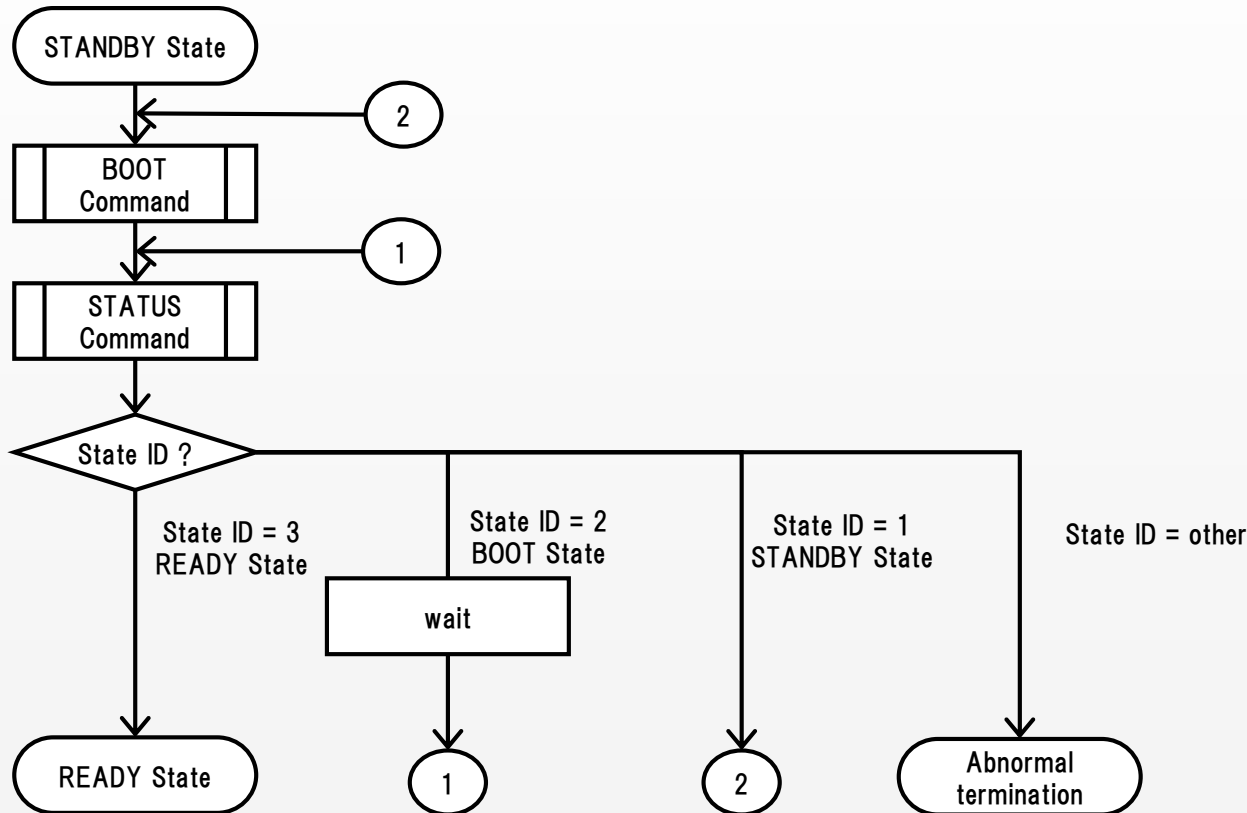 STANDBY State
2
BOOT
Command
1
STATUS
Command
State ID ?
State ID = 3
READY State
State ID = 2
BOOT State
State ID = 1
STANDBY State
State ID = other
wait
READY State
1
2
Abnormal
termination